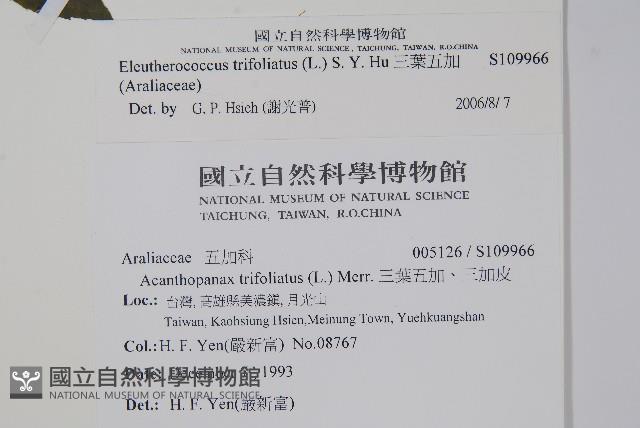 國立自然科學博物館
NATIONAL MUSEUM OF NATURAL SCIENCE, TAICHUNG, TAIWAN, R.O.CHINA
Eleutherococcus trifoliatus (L.) S. Y. Hu 三葉五加 S109966
(Araliaceae)
Det. by G. P. Hsieh (謝光普) 2006/8/7
國立自然科學博物館
NATIONAL MUSEUM OF NATURAL SCIENCE
TAICHUNG, TAIWAN, R.O.CHINA
Araliaceae 五加科 005126 / S109966
Acanthopanax trifoliatus (L.) Merr. 三葉五加、三加皮
Loc.: 台灣, 高雄縣美濃鎮, 月光山
Taiwan, Kaohsiung Hsien,Meinung Town, Yuehkuangshan
Col.:H. F. Yen(嚴新富) No.08767
Date: 1993
國立自然科學博物館
NATIONAL MUSEUM OF NATURAL SCIENCE
Det.: H. F. Yen(嚴新富)